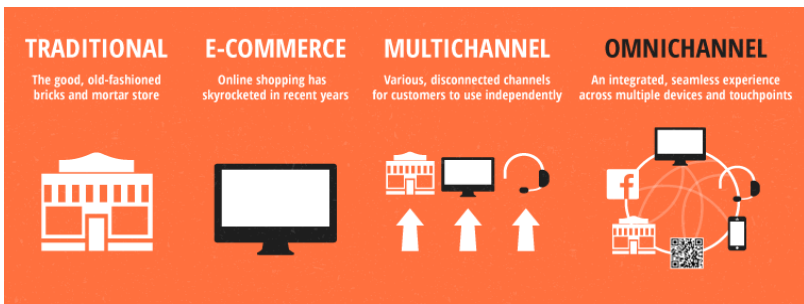 TRADITIONAL
The good, old-fashioned
bricks and mortar store
E-COMMERCE
Online shopping has
skyrocketed in recent years
MULTICHANNEL
Various, disconnected channels
for customers to use independently
OMNICHANNEL
An integrated, seamless experience
across multiple devices and touchpoints
f